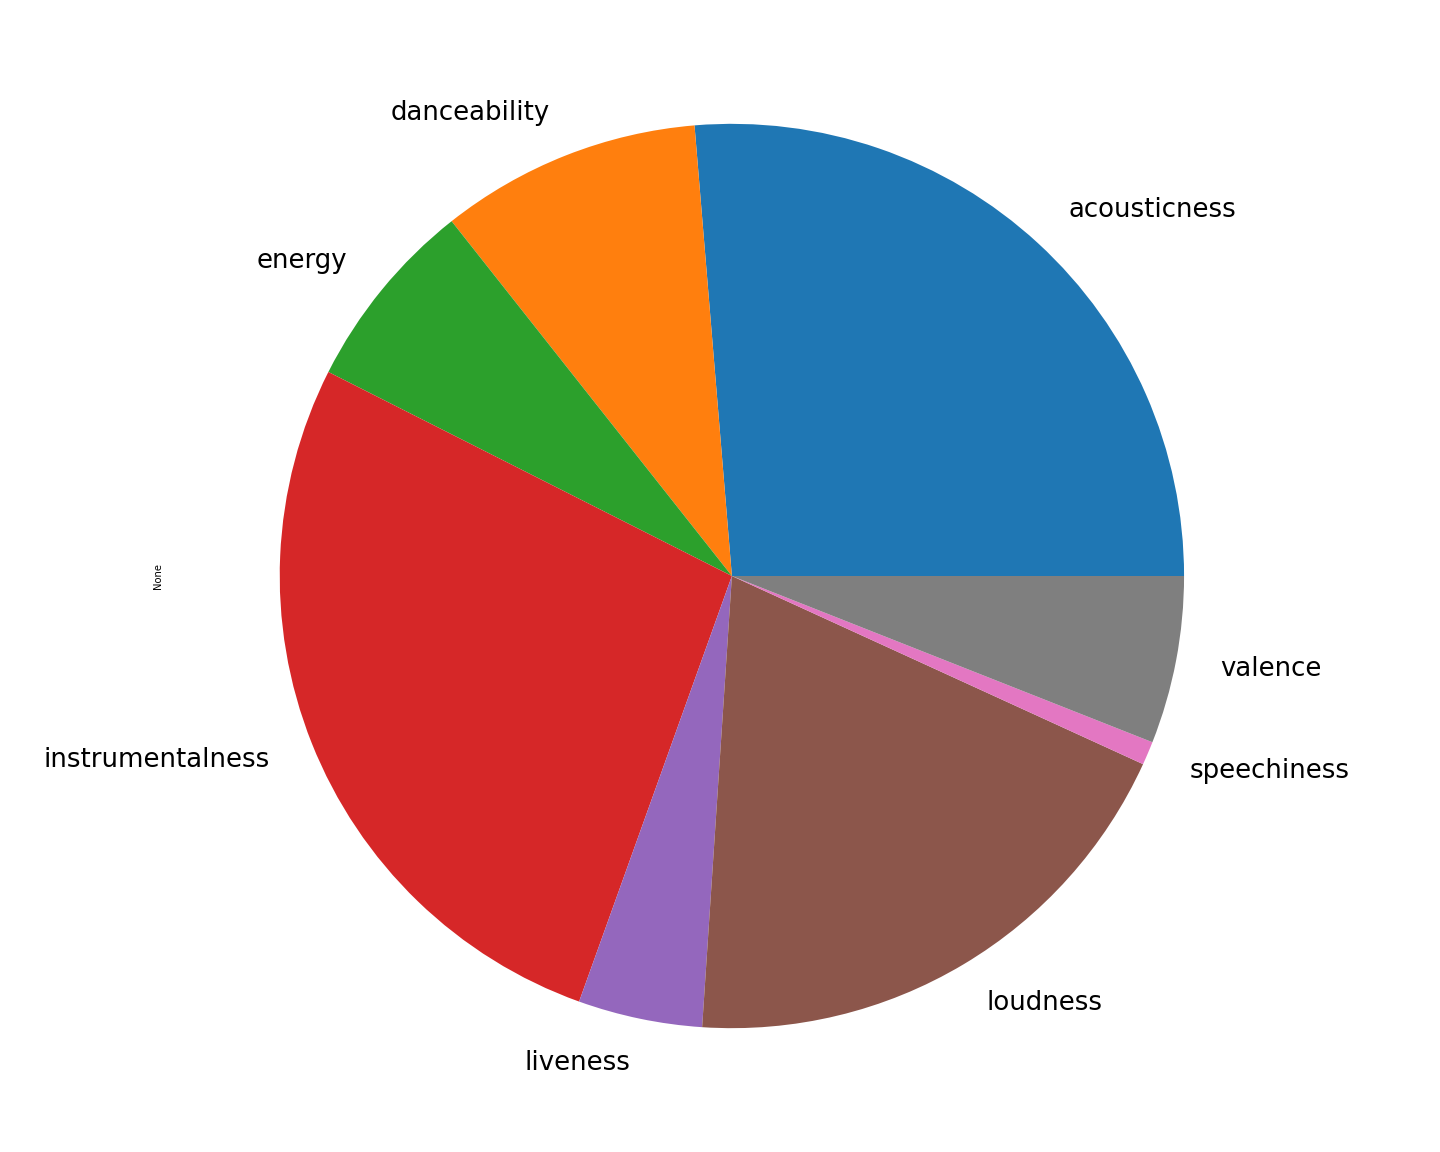 danceability
acousticness
energy
None
instrumentalness
valence
speechiness
loudness
liveness